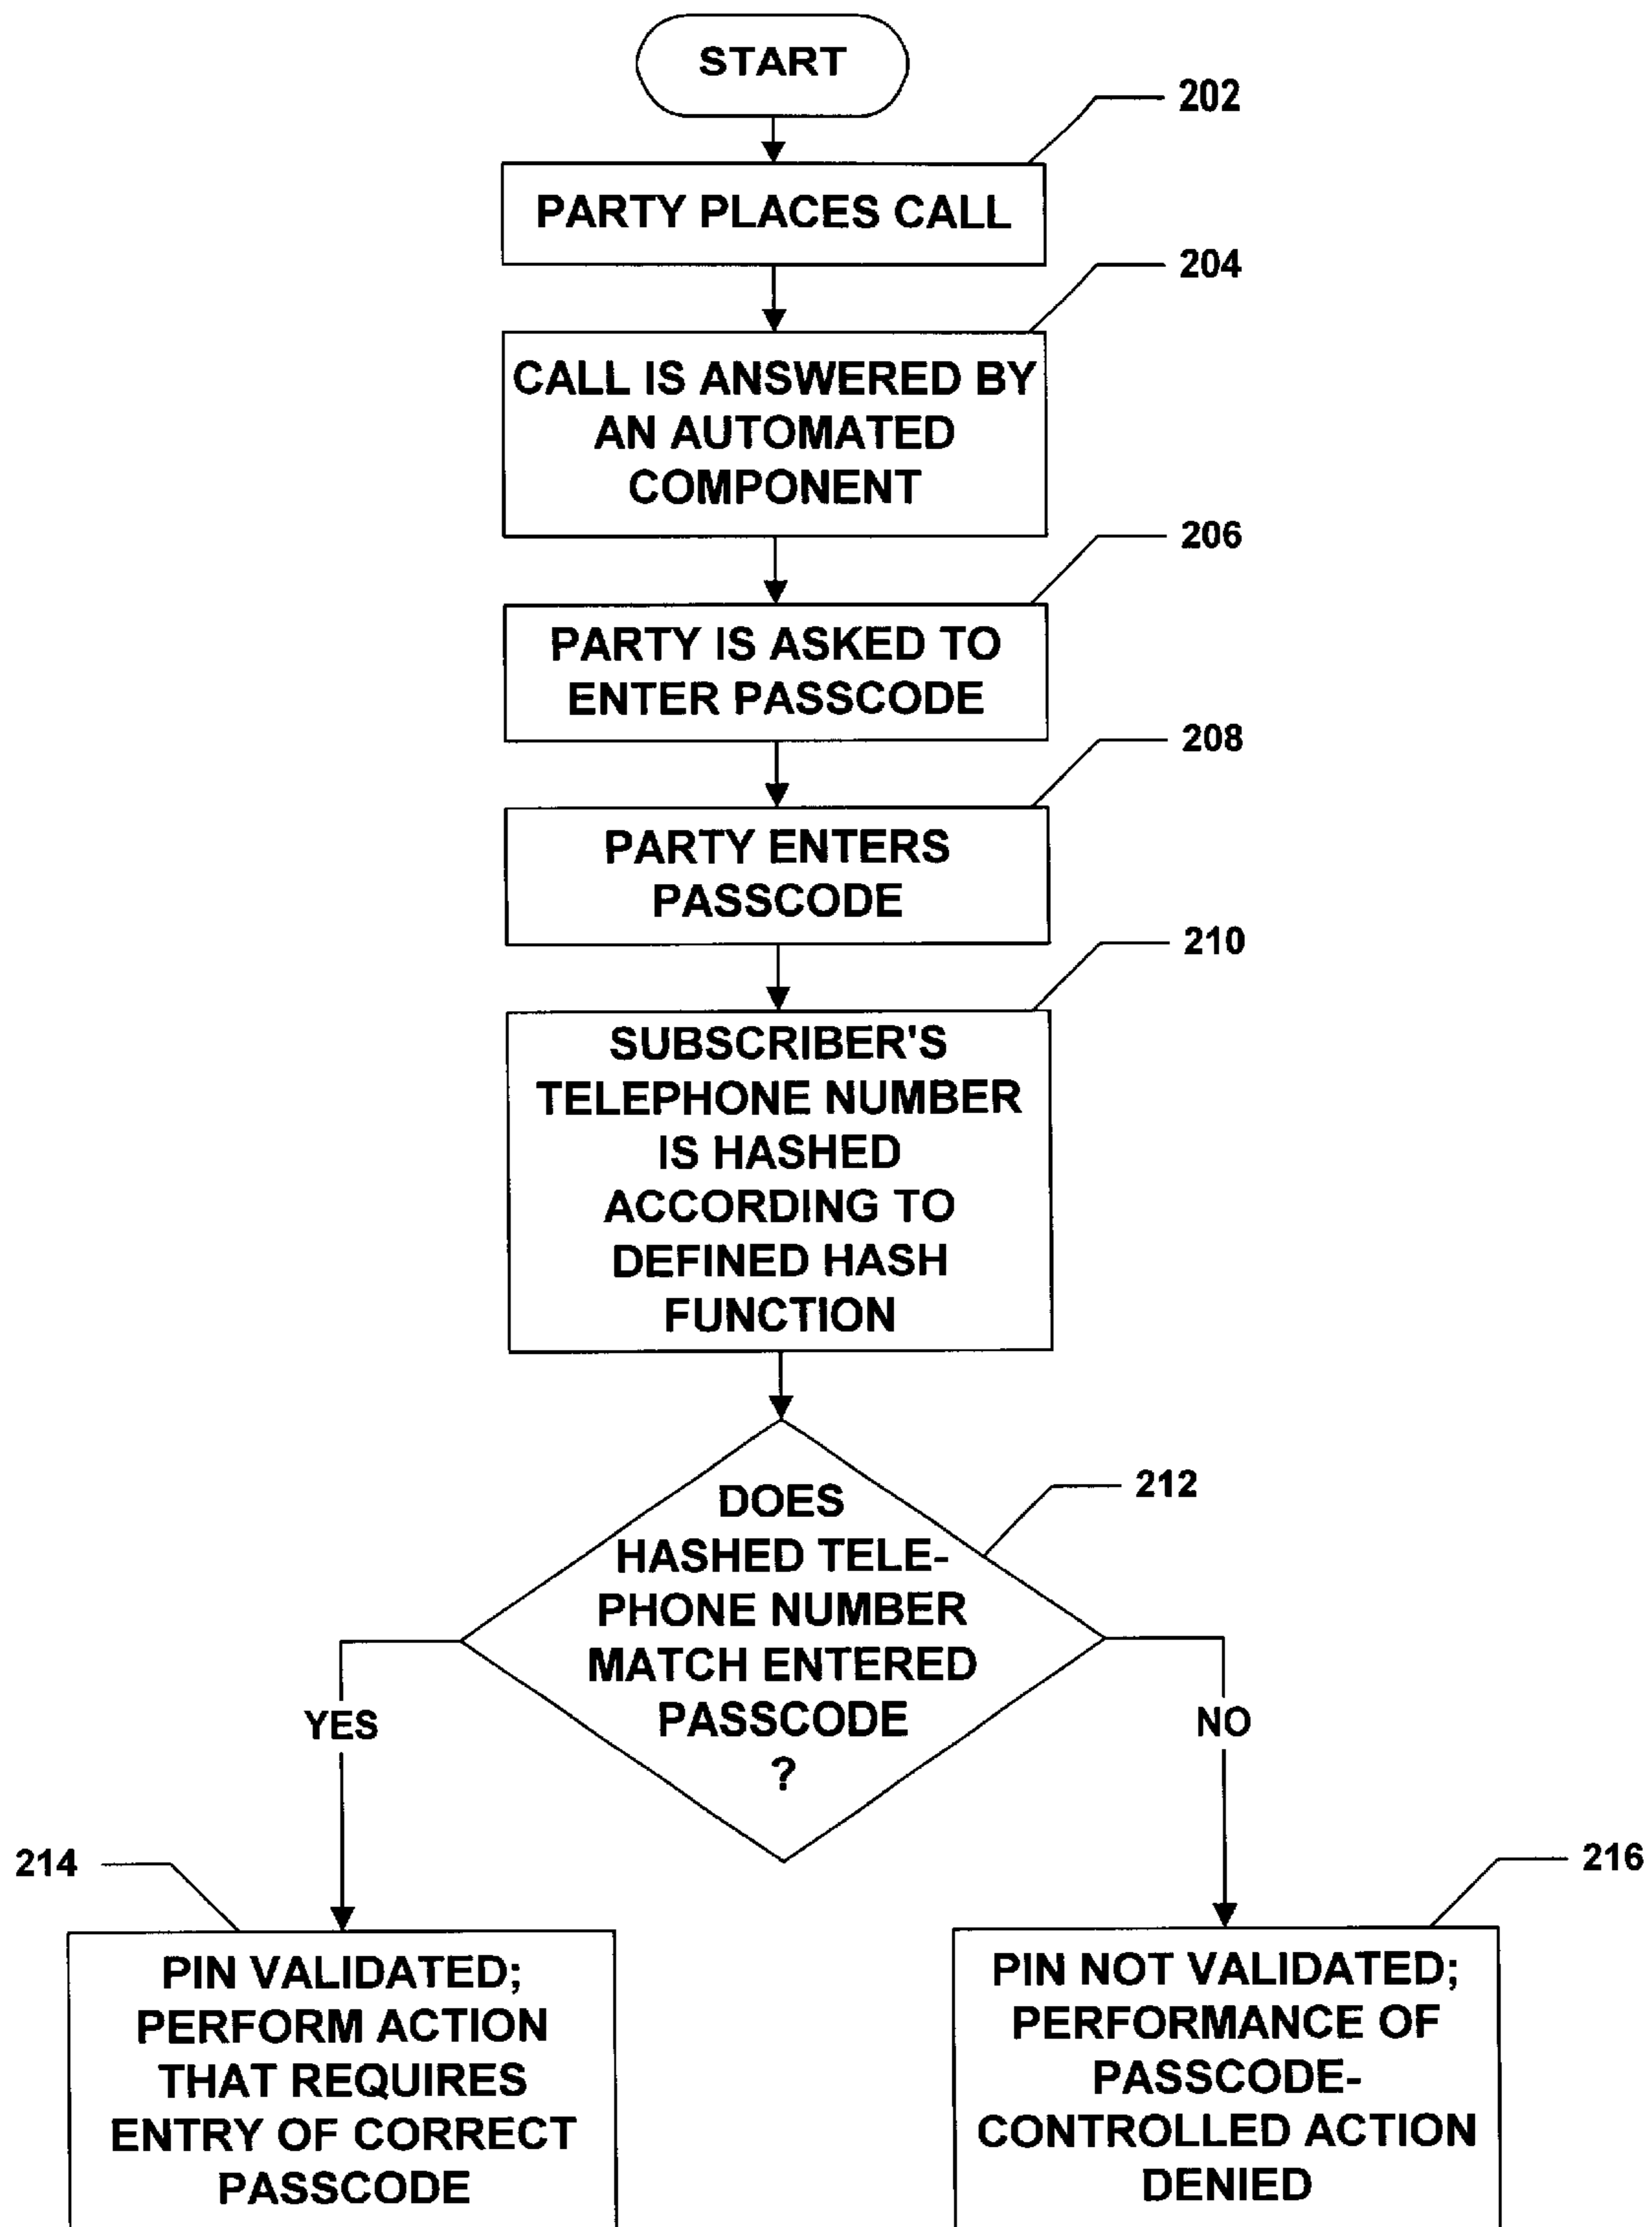 START
202
PARTY PLACES CALL
204
CALL IS ANSWERED BY
AN AUTOMATED
COMPONENT
206
PARTY IS ASKED TO
ENTER PASSCODE
208
PARTY ENTERS
PASSCODE
210
SUBSCRIBER'S
TELEPHONE NUMBER
IS HASHED
ACCORDING TO
DEFINED HASH
FUNCTION
212
DOES
HASHED TELE-
PHONE NUMBER
MATCH ENTERED
PASSCODE
?
YES
NO
214
PIN VALIDATED;
PERFORM ACTION
THAT REQUIRES
ENTRY OF CORRECT
PASSCODE
216
PIN NOT VALIDATED;
PERFORMANCE OF
PASSCODE-
CONTROLLED ACTION
DENIED